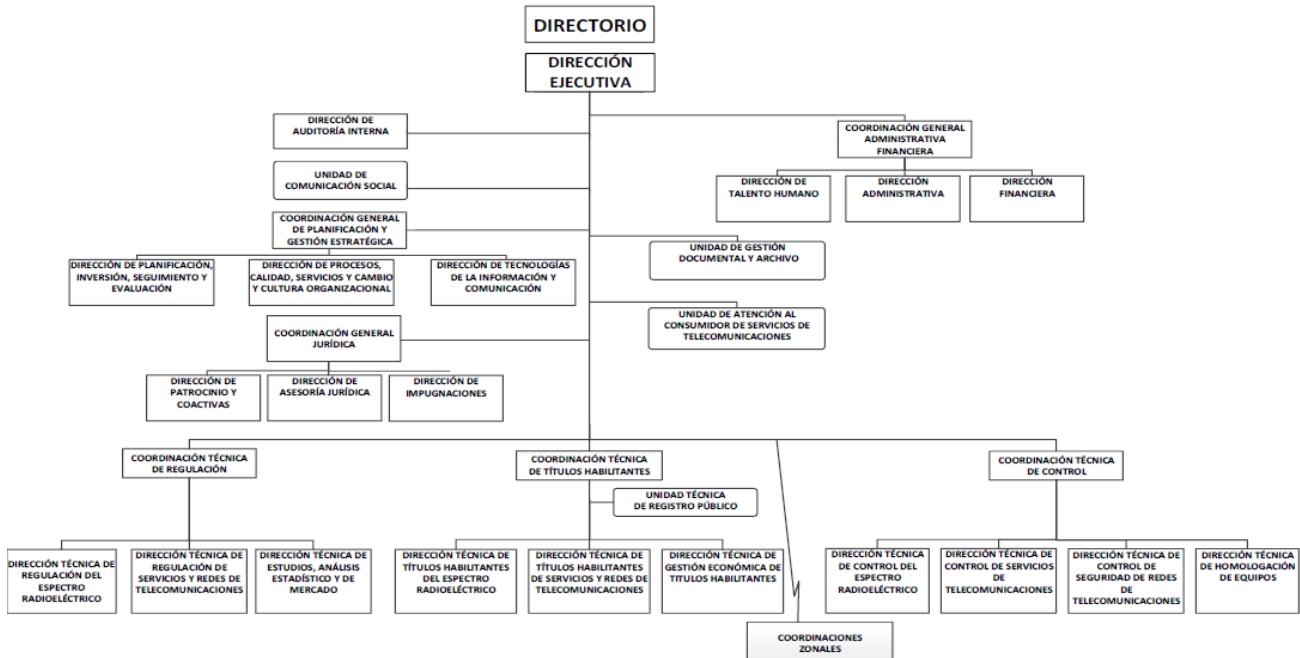 DIRECTORIO
DIRECCIÓN
EJECUTIVA
DIRECCIÓN DE
AUDITORÍA INTERNA
COORDINACIÓN GENERAL
ADMINISTRATIVA
FINANCIERA
UNIDAD DE
COMUNICACIÓN SOCIAL
DIRECCIÓN DE
TALENTO HUMANO
DIRECCIÓN
ADMINISTRATIVA
DIRECCIÓN
FINANCIERA
COORDINACIÓN GENERAL
DE PLANIFICACIÓN Y
GESTIÓN ESTRATÉGICA
UNIDAD DE GESTIÓN
DOCUMENTAL Y ARCHIVO
DIRECCIÓN DE PLANIFICACIÓN,
INVERSIÓN, SEGUIMIENTO Y
EVALUACIÓN
DIRECCIÓN DE PROCESOS,
CALIDAD, SERVICIOS Y CAMBIO
Y CULTURA ORGANIZACIONAL
DIRECCIÓN DE TECNOLOGÍAS
DE LA INFORMACIÓN Y
COMUNICACIÓN
UNIDAD DE ATENCIÓN AL
CONSUMIDOR DE SERVICIOS DE
TELECOMUNICACIONES
COORDINACIÓN GENERAL
JURÍDICA
DIRECCIÓN DE
PATROCINIO Y
COACTIVAS
DIRECCIÓN DE
ASESORÍA JURÍDICA
DIRECCIÓN DE
IMPUGNACIONES
COORDINACIÓN TÉCNICA
DE REGULACIÓN
COORDINACIÓN TÉCNICA
DE TÍTULOS HABILITANTES
COORDINACIÓN TÉCNICA
DE CONTROL
UNIDAD TÉCNICA
DE REGISTRO PÚBLICO
DIRECCIÓN TÉCNICA DE
REGULACIÓN DEL
ESPECTRO
RADIOELÉCTRICO
DIRECCIÓN TÉCNICA DE
REGULACIÓN DE
SERVICIOS Y REDES DE
TELECOMUNICACIONES
DIRECCIÓN TÉCNICA DE
ESTUDIOS, ANÁLISIS
ESTADÍSTICO Y DE
MERCADO
DIRECCIÓN TÉCNICA DE
TÍTULOS HABILITANTES
DEL ESPECTRO
RADIOELÉCTRICO
DIRECCIÓN TÉCNICA DE
TÍTULOS HABILITANTES
DE SERVICIOS Y REDES DE
TELECOMUNICACIONES
DIRECCIÓN TÉCNICA DE
GESTIÓN ECONÓMICA DE
TITULOS HABILITANTES
DIRECCIÓN TÉCNICA
DE CONTROL DEL
ESPECTRO
RADIOELÉCTRICO
DIRECCIÓN TÉCNICA DE
CONTROL DE SERVICIOS
DE
TELECOMUNICACIONES
DIRECCIÓN TÉCNICA DE
CONTROL DE
SEGURIDAD DE REDES
DE
TELECOMUNICACIONES
DIRECCIÓN TÉCNICA
DE HOMOLOGACIÓN
DE EQUIPOS
COORDINACIONES
ZONALES